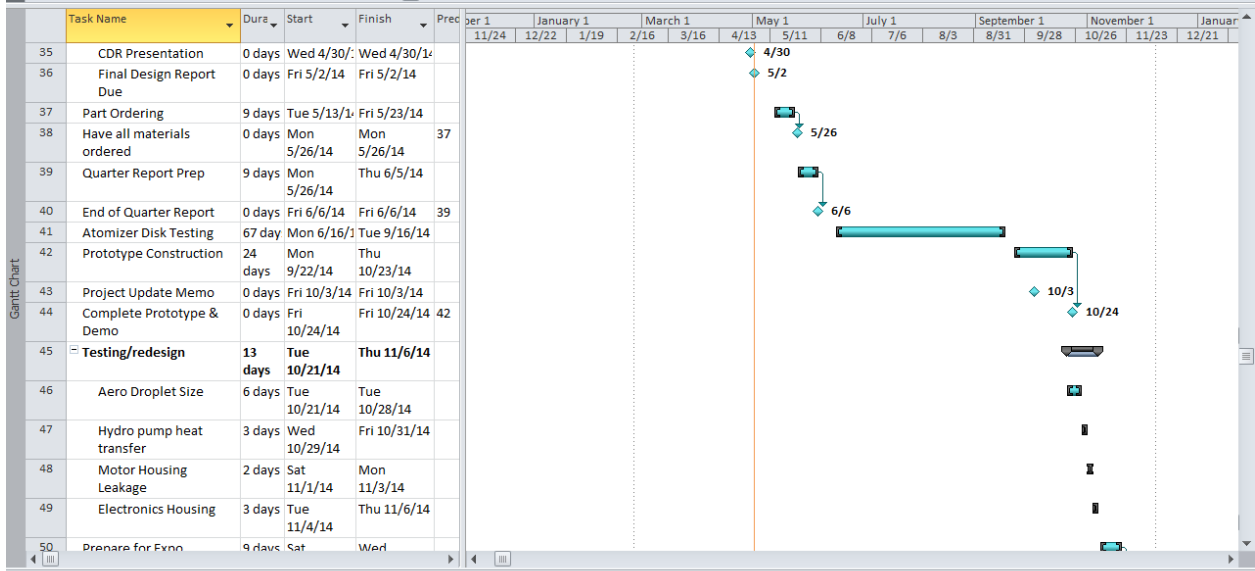 Task Name Dura Start Finish Pred
35 CDR Presentation 0 days Wed 4/30/ Wed 4/30/14
36 Final Design Report 0 days Fri 5/2/14 Fri 5/2/14
Due
37 Part Ordering 9 days Tue 5/13/1 Fri 5/23/14
38 Have all materials 0 days Mon Mon 37
ordered 5/26/14 5/26/14
39 Quarter Report Prep 9 days Mon Thu 6/5/14
5/26/14
40 End of Quarter Report 0 days Fri 6/6/14 Fri 6/6/14 39
41 Atomizer Disk Testing 67 day Mon 6/16/1 Tue 9/16/14
42 Prototype Construction 24 Mon Thu
days 9/22/14 10/23/14
43 Project Update Memo 0 days Fri 10/3/14 Fri 10/3/14
44 Complete Prototype & 0 days Fri Fri 10/24/14 42
Demo 10/24/14
45 Testing/redesign 13 Tue Thu 11/6/14
days 10/21/14
46 Aero Droplet Size 6 days Tue Tue
10/21/14 10/28/14
47 Hydro pump heat 3 days Wed Fri 10/31/14
transfer 10/29/14
48 Motor Housing 2 days Sat Mon
Leakage 11/1/14 11/3/14
49 Electronics Housing 3 days Tue Thu 11/6/14
11/4/14
50 Prepare for Expo 9 days Sat Wed
Gantt Chart
ber 1 January 1 March 1 May 1 July 1 September 1 November 1 Januar
11/24 12/22 1/19 2/16 3/16 4/13 5/11 6/8 7/6 8/3 8/31 9/28 10/26 11/23 12/21
4/30
5/2
5/26
6/6
10/3
10/24